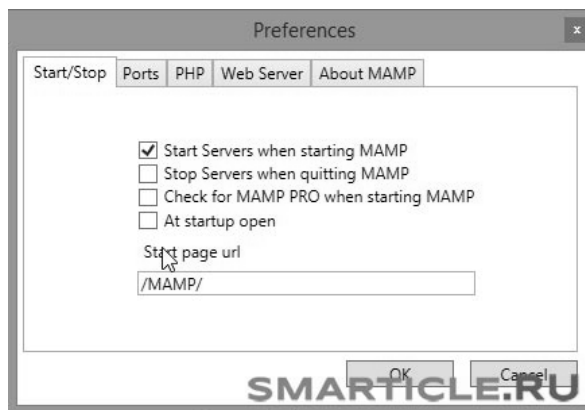 Preferences
x
Start/Stop Ports PHP Web Server About MAMP
Start Servers when starting MAMP
Stop Servers when quitting MAMP
Check for MAMP PRO when starting MAMP
At startup open
Start page url
/MAMP/
OK Cancel
SMARTICLE.RU